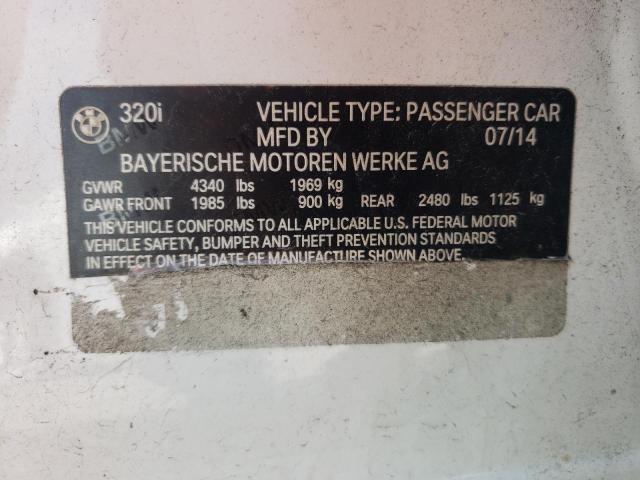 320i VEHICLE TYPE: PASSENGER CAR
MFD BY 07/14
BAYERISCHE MOTOREN WERKE AG
GVWR 4340 lbs 1969 kg
GAWR FRONT 1985 lbs 900 kg REAR 2480 lbs 1125 kg
THIS VEHICLE CONFORMS TO ALL APPLICABLE U.S. FEDERAL MOTOR
VEHICLE SAFETY, BUMPER AND THEFT PREVENTION STANDARDS
IN EFFECT ON THE DATE OF MANUFACTURE SHOWN ABOVE.